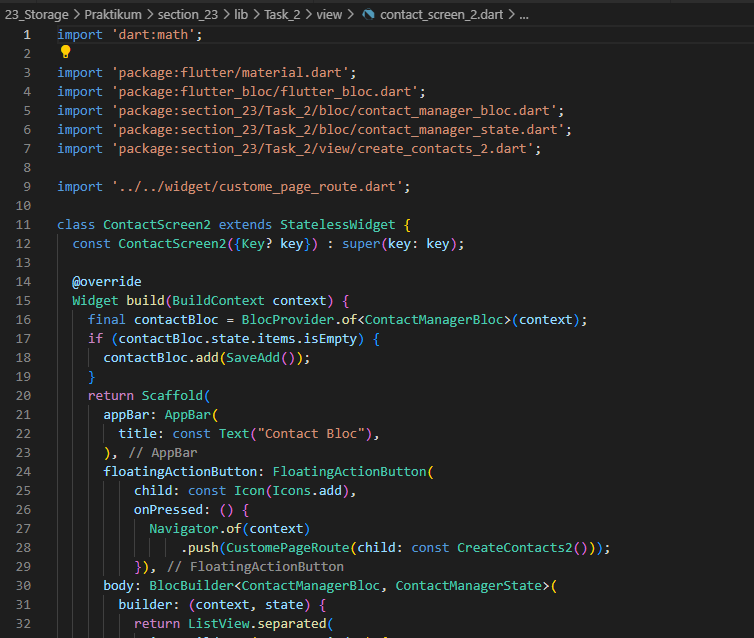 23_Storage > Praktikum > section_23 > lib > Task_2 > view > contact_screen_2.dart > ...
1 import 'dart:math';
2
3 import 'package:flutter/material.dart';
4 import 'package:flutter_bloc/flutter_bloc.dart';
5 import 'package:section_23/Task_2/bloc/contact_manager_bloc.dart';
6 import 'package:section_23/Task_2/bloc/contact_manager_state.dart';
7 import 'package:section_23/Task_2/view/create_contacts_2.dart';
8
9 import '../../widget/custome_page_route.dart';
10
11 class ContactScreen2 extends StatelessWidget {
12   const ContactScreen2({Key? key}) : super(key: key);
13
14   @override
15   Widget build(BuildContext context) {
16     final contactBloc = BlocProvider.of<ContactManagerBloc>(context);
17     if (contactBloc.state.items.isEmpty) {
18       contactBloc.add(SaveAdd());
19     }
20     return Scaffold(
21       appBar: AppBar(
22         title: const Text("Contact Bloc"),
23       ), // AppBar
24       floatingActionButton: FloatingActionButton(
25           child: const Icon(Icons.add),
26           onPressed: () {
27             Navigator.of(context)
28                 .push(CustomePageRoute(child: const CreateContacts2()));
29           }), // FloatingActionButton
30       body: BlocBuilder<ContactManagerBloc, ContactManagerState>(
31         builder: (context, state) {
32           return ListView.separated(